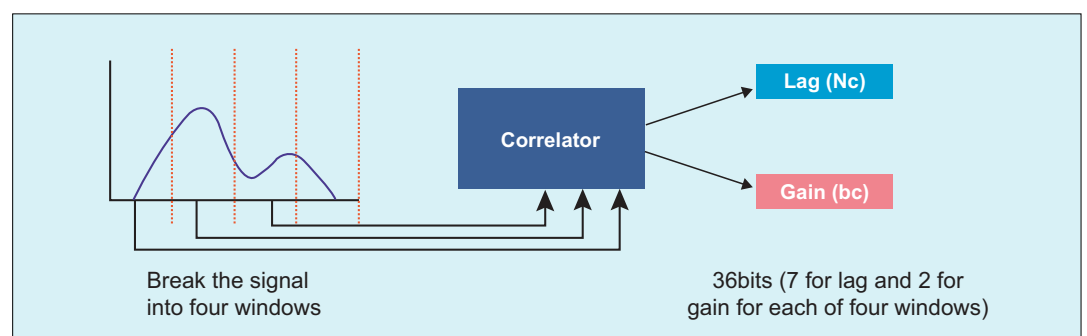 Lag (Nc)
Correlator
Gain (bc)
Break the signal
into four windows
36bits (7 for lag and 2 for
gain for each of four windows)